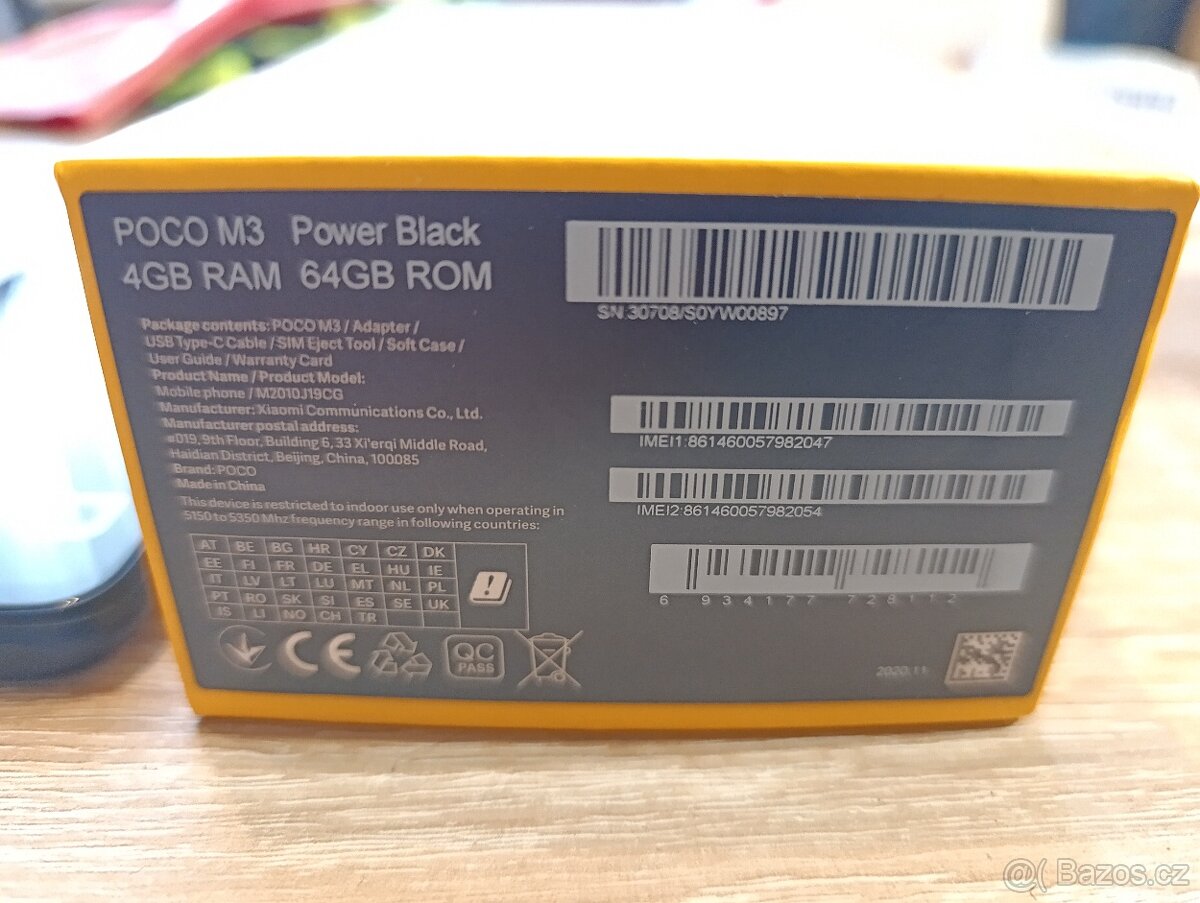 POCO M3 Power Black
4GB RAM 64GB ROM
Package contents: POCO M3 / Adapter /
USB Type-C Cable / SIM Eject Tool / Soft Case /
User Guide / Warranty Card
Product Name / Product Model:
Mobile phone / M2010J19CG
Manufacturer: Xiaomi Communications Co., Ltd.
Manufacturer postal address:
#019, 9th Floor, Building 6, 33 Xi'erqi Middle Road,
Haidian District, Beijing, China, 100085
Brand: POCO
Made in China
This device is restricted to indoor use only when operating in
5150 to 5350 Mhz frequency range in following countries:
AT BE BG HR CY CZ DK
EE FI FR DE EL HU IE
IT LV LT LU MT NL PL
PT RO SK SI ES SE UK
IS LI NO CH TR
CE
QC
PASS
SN:30708/S0YW00897
IMEI1:861460057982047
IMEI2:861460057982054
6 934177 728112
2020.11
@( Bazos.cz